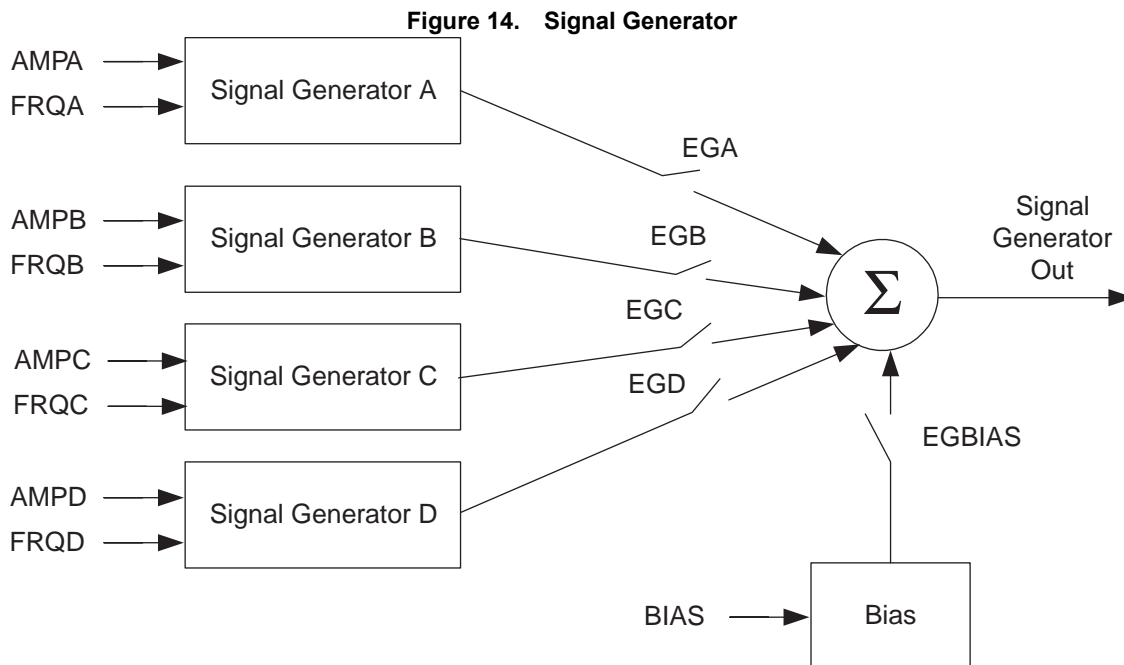 Figure 14. Signal Generator
AMPA
FRQA
Signal Generator A
EGA
AMPB
FRQB
Signal Generator B
EGB
Signal
Generator
Out
Σ
AMPC
FRQC
Signal Generator C
EGC
EGD
EGBIAS
AMPD
FRQD
Signal Generator D
BIAS
Bias